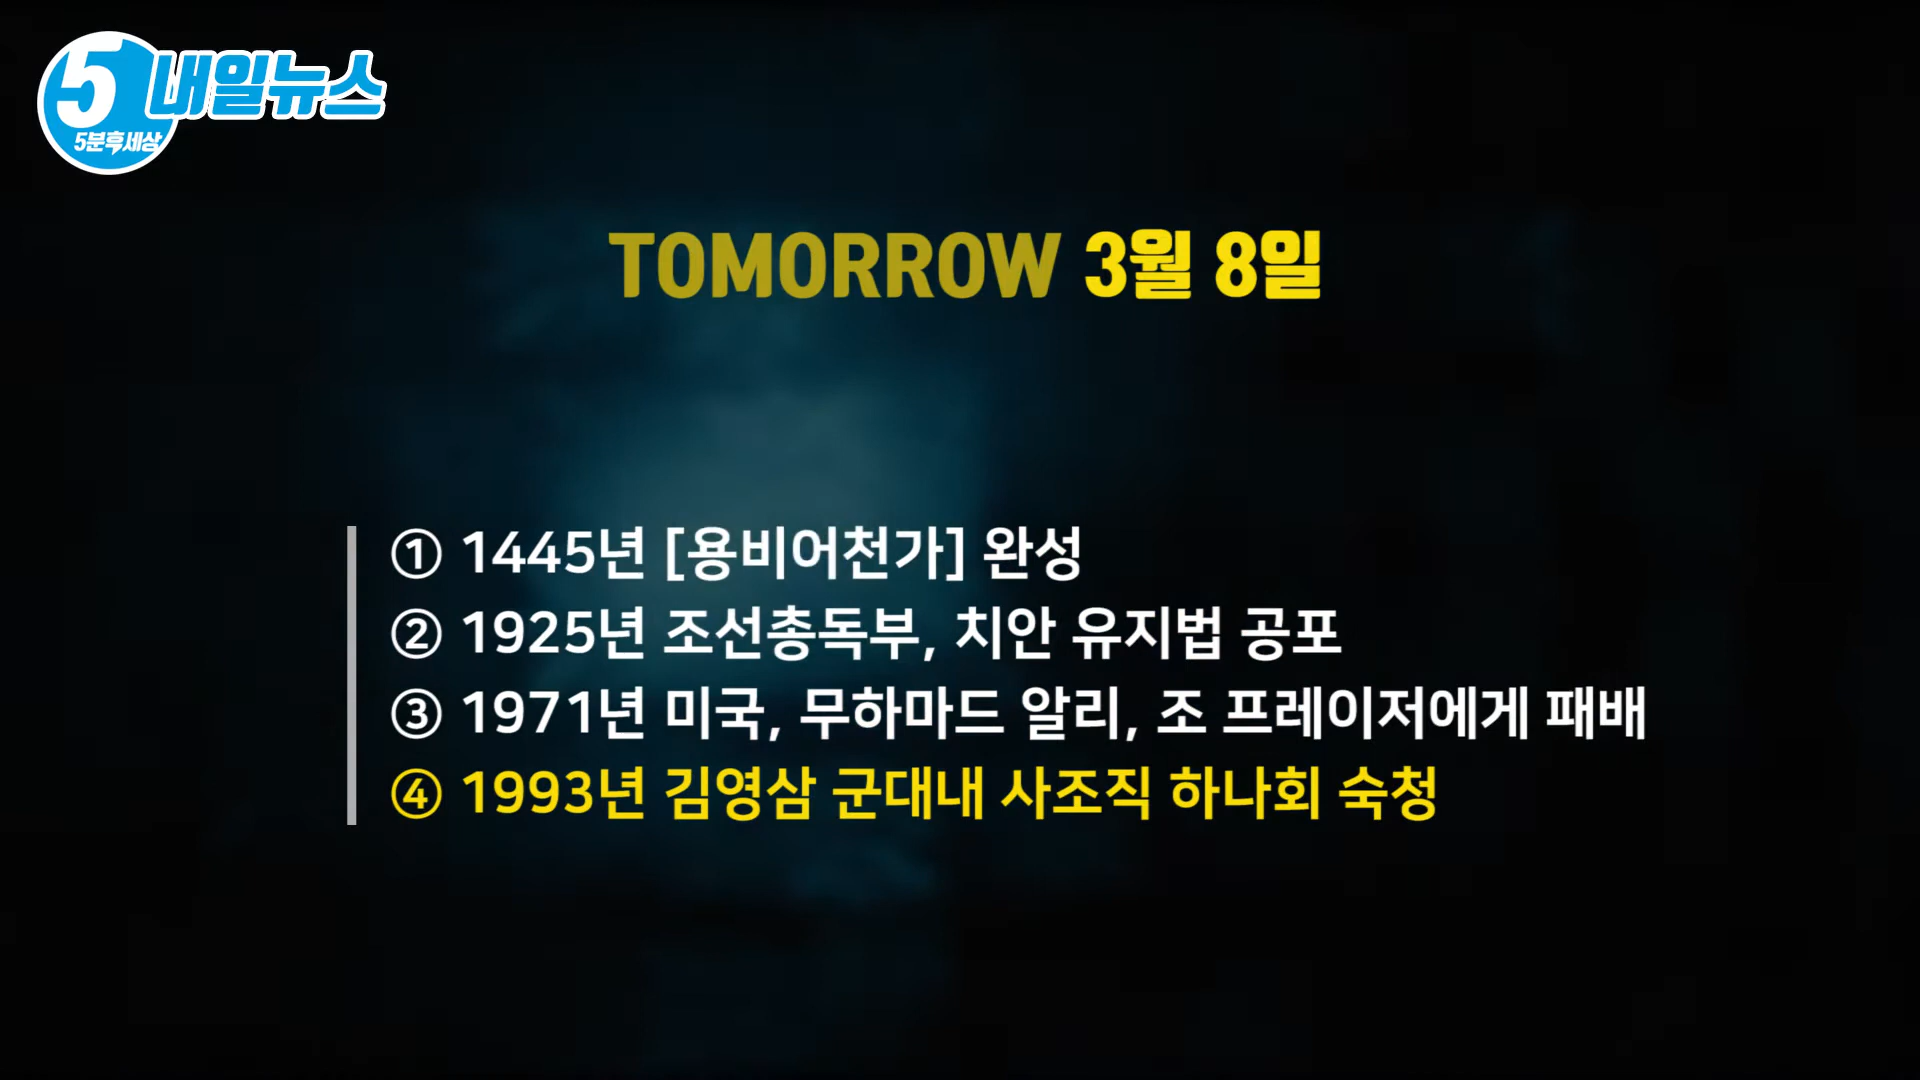 5 내일뉴스
5분후세상
TOMORROW 3월 8일
① 1445년 [용비어천가] 완성
② 1925년 조선총독부, 치안 유지법 공포
③ 1971년 미국, 무하마드 알리, 조 프레이저에게 패배
④ 1993년 김영삼 군대내 사조직 하나회 숙청